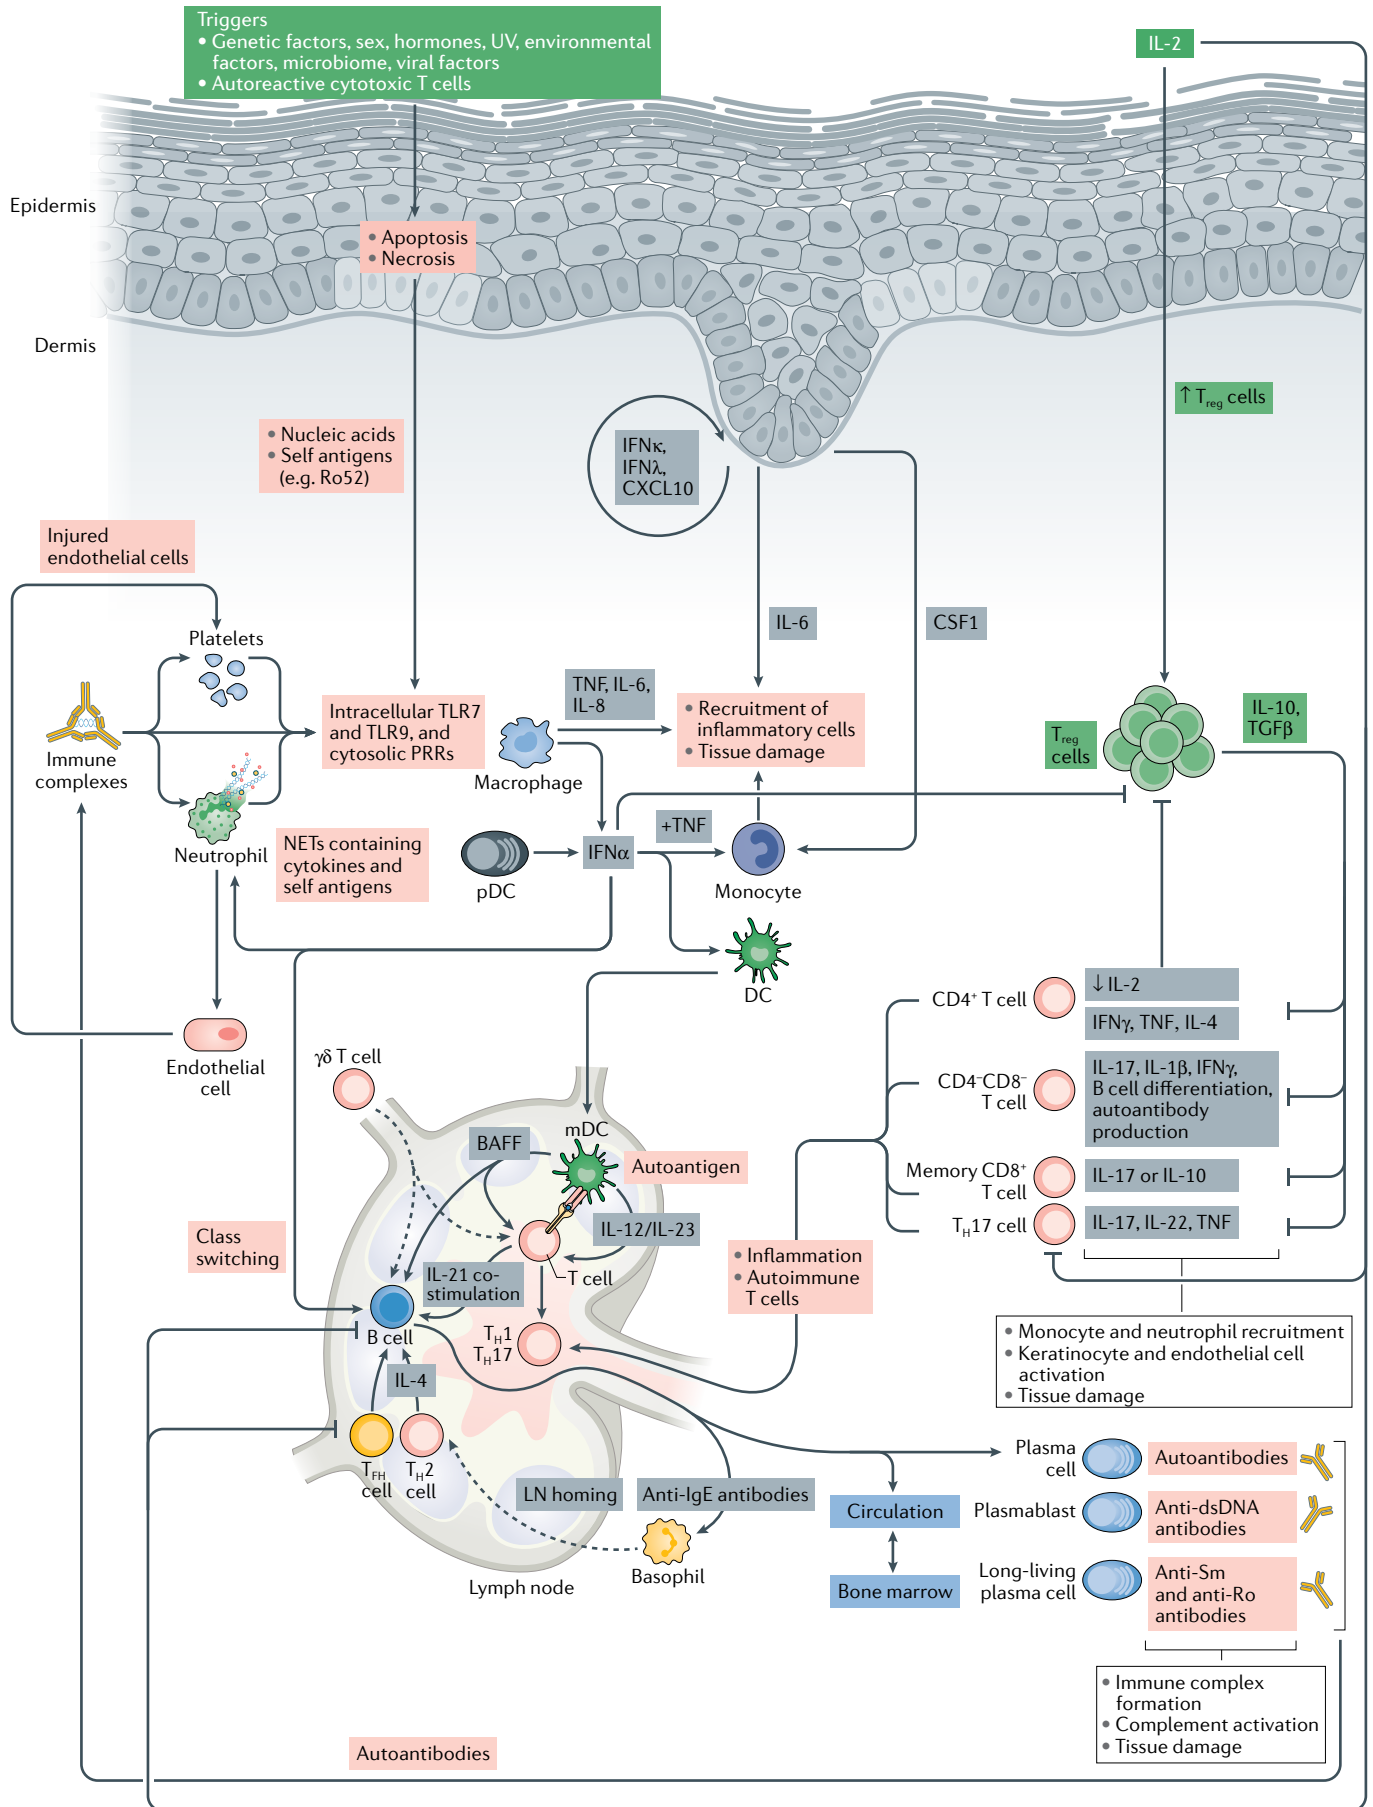 Triggers
• Genetic factors, sex, hormones, UV, environmental
factors, microbiome, viral factors
• Autoreactive cytotoxic T cells
IL-2
Epidermis
• Apoptosis
• Necrosis
Dermis
↑ Treg cells
• Nucleic acids
• Self antigens
(e.g. Ro52)
IFNκ,
IFNλ,
CXCL10
Injured
endothelial cells
IL-6
CSF1
Platelets
Immune
complexes
Intracellular TLR7
and TLR9, and
cytosolic PRRs
TNF, IL-6,
IL-8
Macrophage
• Recruitment of
inflammatory cells
• Tissue damage
Treg
cells
IL-10,
TGFβ
Neutrophil
NETs containing
cytokines and
self antigens
pDC
IFNα
+TNF
Monocyte
DC
Endothelial
cell
CD4⁺ T cell
↓ IL-2
IFNγ, TNF, IL-4
CD4⁻CD8⁻
T cell
IL-17, IL-1β, IFNγ,
B cell differentiation,
autoantibody
production
Memory CD8⁺
T cell
IL-17 or IL-10
TH17 cell
IL-17, IL-22, TNF
γδ T cell
mDC
BAFF
Autoantigen
IL-12/IL-23
Class
switching
IL-21 co-
stimulation
T cell
• Inflammation
• Autoimmune
T cells
B cell
TH1
TH17
IL-4
• Monocyte and neutrophil recruitment
• Keratinocyte and endothelial cell
activation
• Tissue damage
TFH
cell
TH2
cell
LN homing
Anti-IgE antibodies
Basophil
Lymph node
Circulation
Bone marrow
Plasma
cell
Autoantibodies
Plasmablast
Anti-dsDNA
antibodies
Long-living
plasma cell
Anti-Sm
and anti-Ro
antibodies
• Immune complex
formation
• Complement activation
• Tissue damage
Autoantibodies